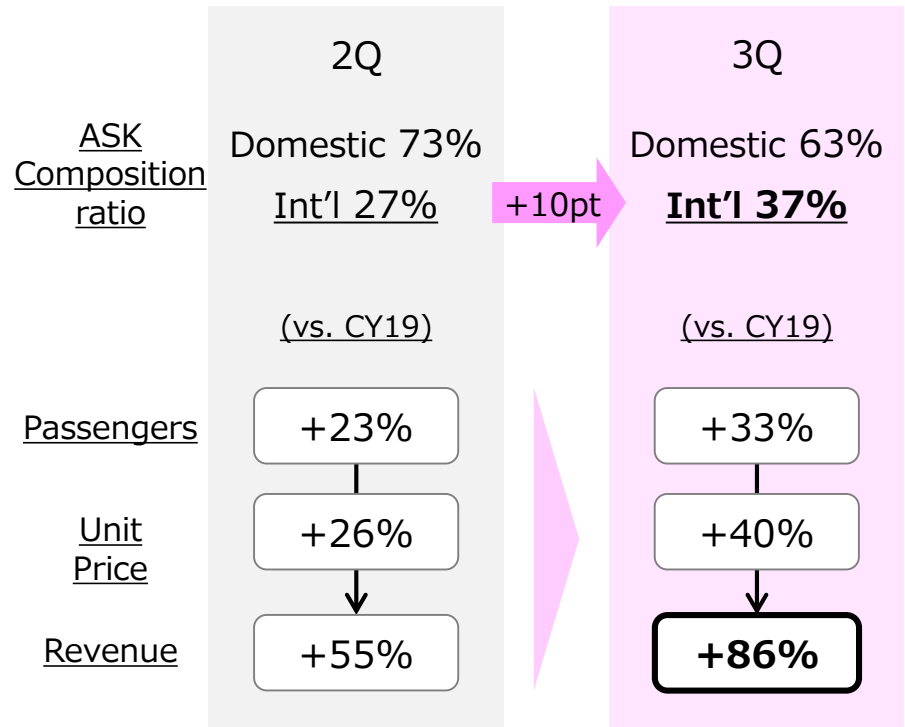 2Q
3Q
ASK
Composition
ratio
Domestic 73%
Int'l 27%
+10pt
Domestic 63%
Int'l 37%
(vs. CY19)
(vs. CY19)
Passengers
+23%
+33%
Unit
Price
+26%
+40%
Revenue
+55%
+86%